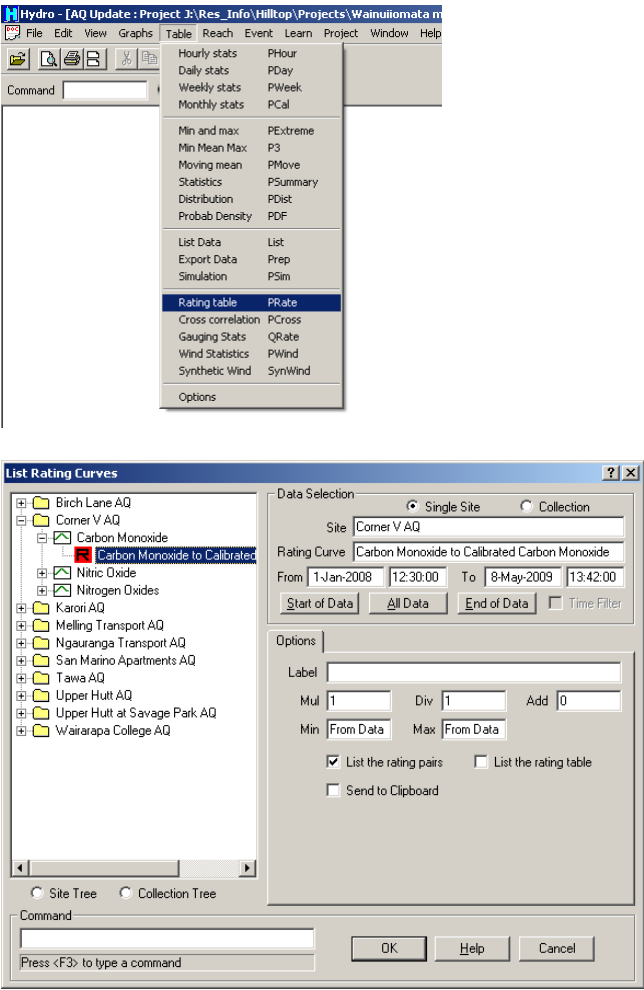 Hydro - [AQ Update : Project J:\Res_Info\Hilltop\Projects\Wainuiiomata m
File Edit View Graphs Table Reach Event Learn Project Window Help
Command
Hourly stats PHour
Daily stats PDay
Weekly stats PWeek
Monthly stats PCal
Min and max PExtreme
Min Mean Max P3
Moving mean PMove
Statistics PSummary
Distribution PDist
Probab Density PDF
List Data List
Export Data Prep
Simulation PSim
Rating table PRate
Cross correlation PCross
Gauging Stats QRate
Wind Statistics PWind
Synthetic Wind SynWind
Options
List Rating Curves
Birch Lane AQ
Corner V AQ
Carbon Monoxide
R Carbon Monoxide to Calibrated
Nitric Oxide
Nitrogen Oxides
Karori AQ
Melling Transport AQ
Ngauranga Transport AQ
San Marino Apartments AQ
Tawa AQ
Upper Hutt AQ
Upper Hutt at Savage Park AQ
Wairarapa College AQ
Site Tree Collection Tree
Data Selection
Single Site Collection
Site Corner V AQ
Rating Curve Carbon Monoxide to Calibrated Carbon Monoxide
From 1-Jan-2008 12:30:00 To 8-May-2009 13:42:00
Start of Data All Data End of Data Time Filter
Options
Label
Mul 1 Div 1 Add 0
Min From Data Max From Data
List the rating pairs List the rating table
Send to Clipboard
Command
Press <F3> to type a command
OK Help Cancel